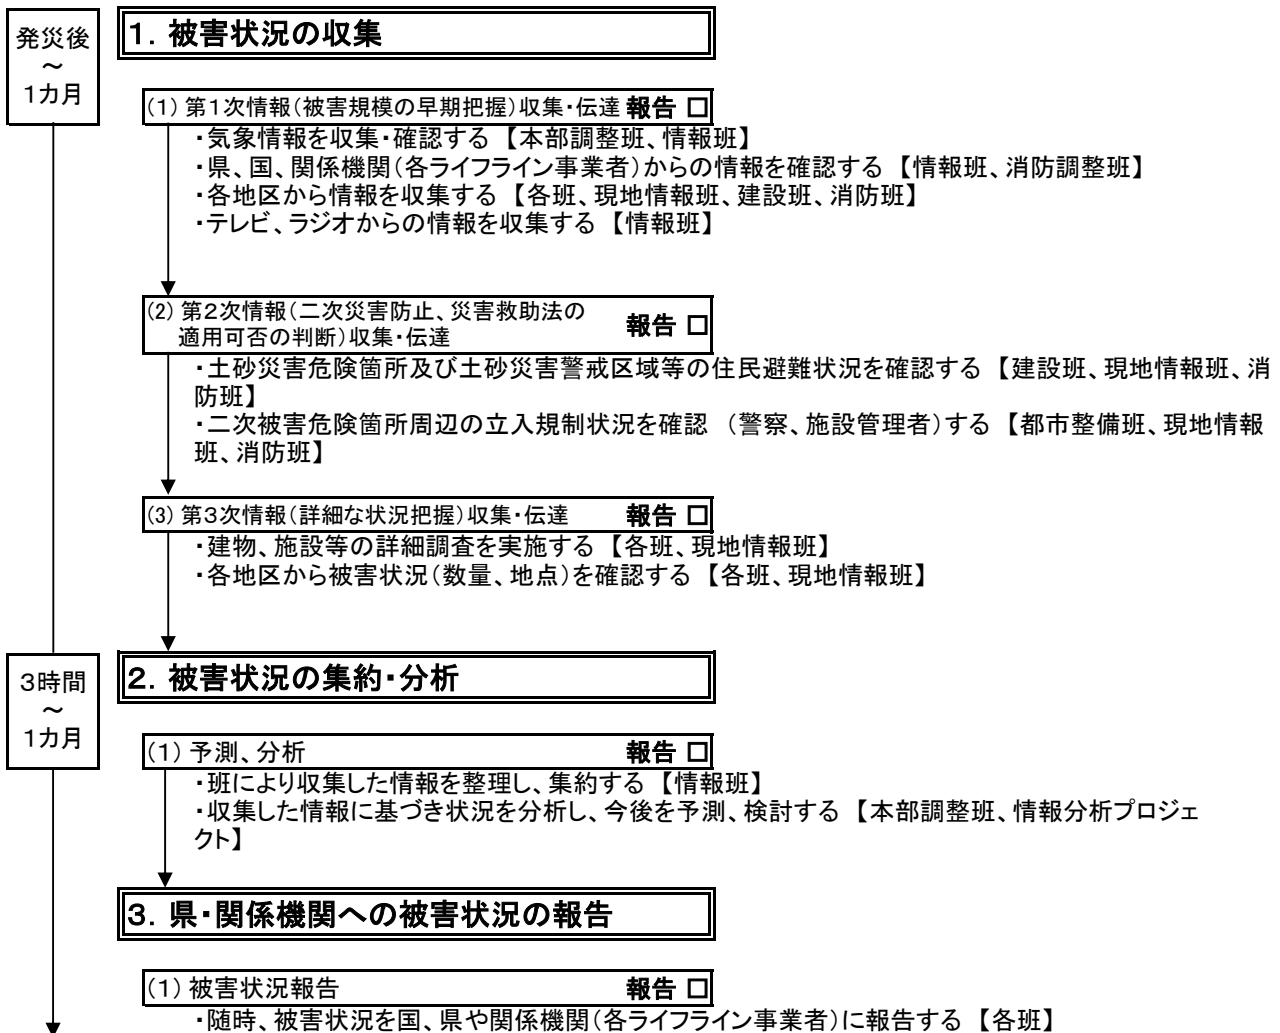 発災後
～
1カ月
1．被害状況の収集
(1) 第1次情報（被害規模の早期把握）収集・伝達 報告 □
・気象情報を収集・確認する 【本部調整班、情報班】
・県、国、関係機関（各ライフライン事業者）からの情報を確認する 【情報班、消防調整班】
・各地区から情報を収集する 【各班、現地情報班、建設班、消防班】
・テレビ、ラジオからの情報を収集する 【情報班】
(2) 第2次情報（二次災害防止、災害救助法の
適用可否の判断）収集・伝達 報告 □
・土砂災害危険箇所及び土砂災害警戒区域等の住民避難状況を確認する 【建設班、現地情報班、消
防班】
・二次被害危険箇所周辺の立入規制状況を確認 （警察、施設管理者）する 【都市整備班、現地情報
班、消防班】
(3) 第3次情報（詳細な状況把握）収集・伝達 報告 □
・建物、施設等の詳細調査を実施する 【各班、現地情報班】
・各地区から被害状況（数量、地点）を確認する 【各班、現地情報班】
3時間
～
1カ月
2．被害状況の集約・分析
(1) 予測、分析 報告 □
・班により収集した情報を整理し、集約する 【情報班】
・収集した情報に基づき状況を分析し、今後を予測、検討する 【本部調整班、情報分析プロジェ
クト】
3．県・関係機関への被害状況の報告
(1) 被害状況報告 報告 □
・随時、被害状況を国、県や関係機関（各ライフライン事業者）に報告する 【各班】